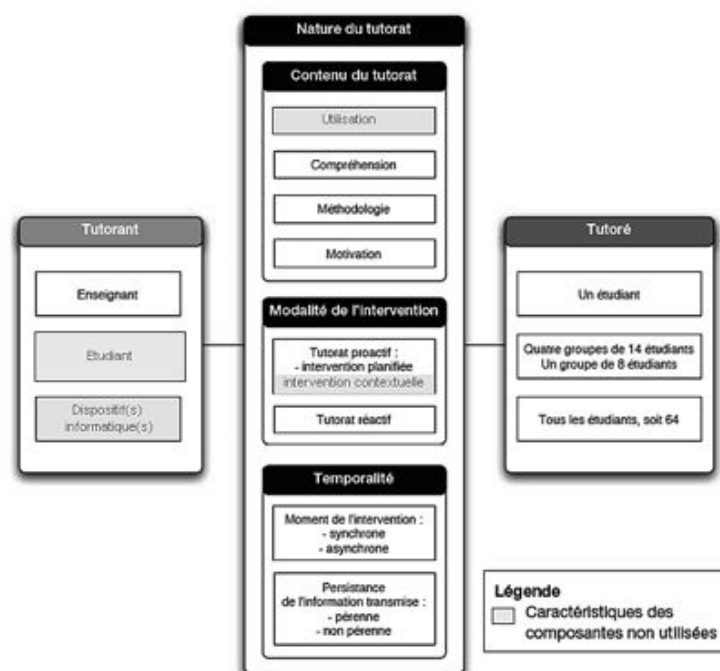 Nature du tutorat
Contenu du tutorat
Utilisation
Compréhension
Méthodologie
Motivation
Tutorant
Enseignant
Etudiant
Dispositif(s)
informatique(s)
Modalité de l'intervention
Tutorat proactif :
- intervention planifiée
intervention contextuelle
Tutorat réactif
Temporalité
Moment de l'intervention :
- synchrone
- asynchrone
Persistance
de l'information transmise :
- pérenne
- non pérenne
Tutoré
Un étudiant
Quatre groupes de 14 étudiants
Un groupe de 8 étudiants
Tous les étudiants, soit 64
Légende
Caractéristiques des
composantes non utilisées